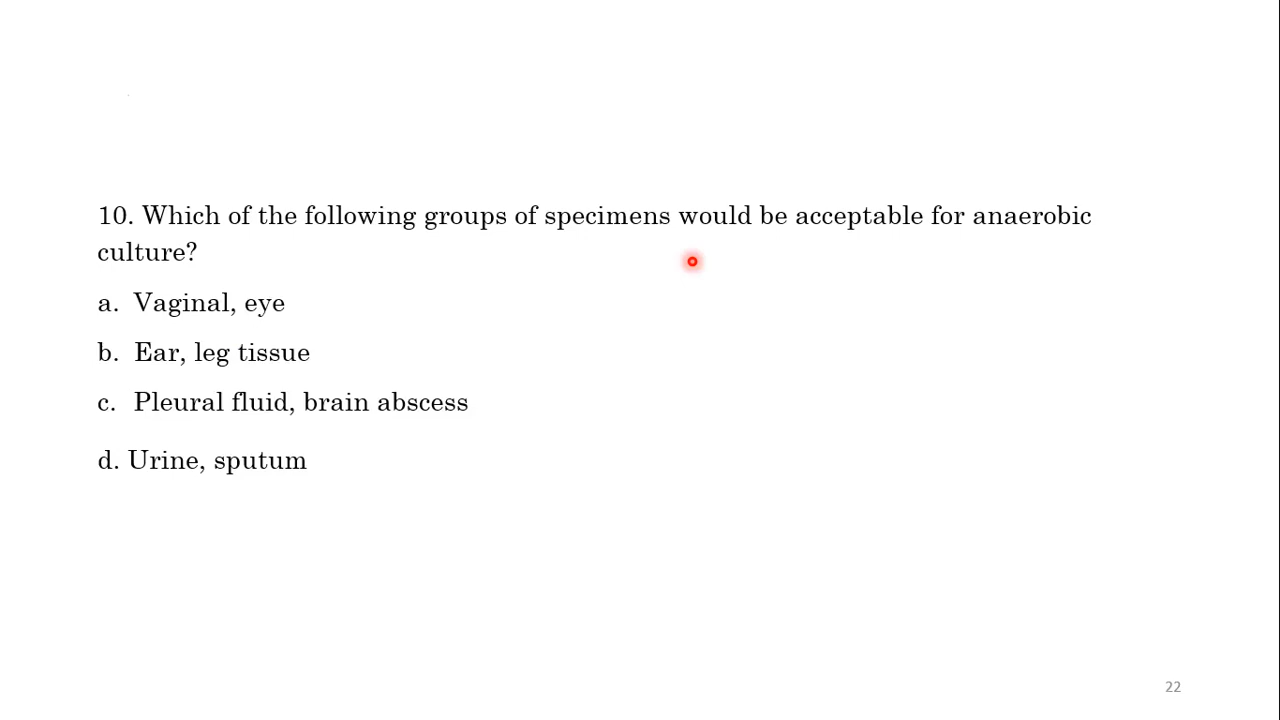 10. Which of the following groups of specimens would be acceptable for anaerobic
culture?
a. Vaginal, eye
b. Ear, leg tissue
c. Pleural fluid, brain abscess
d. Urine, sputum
22